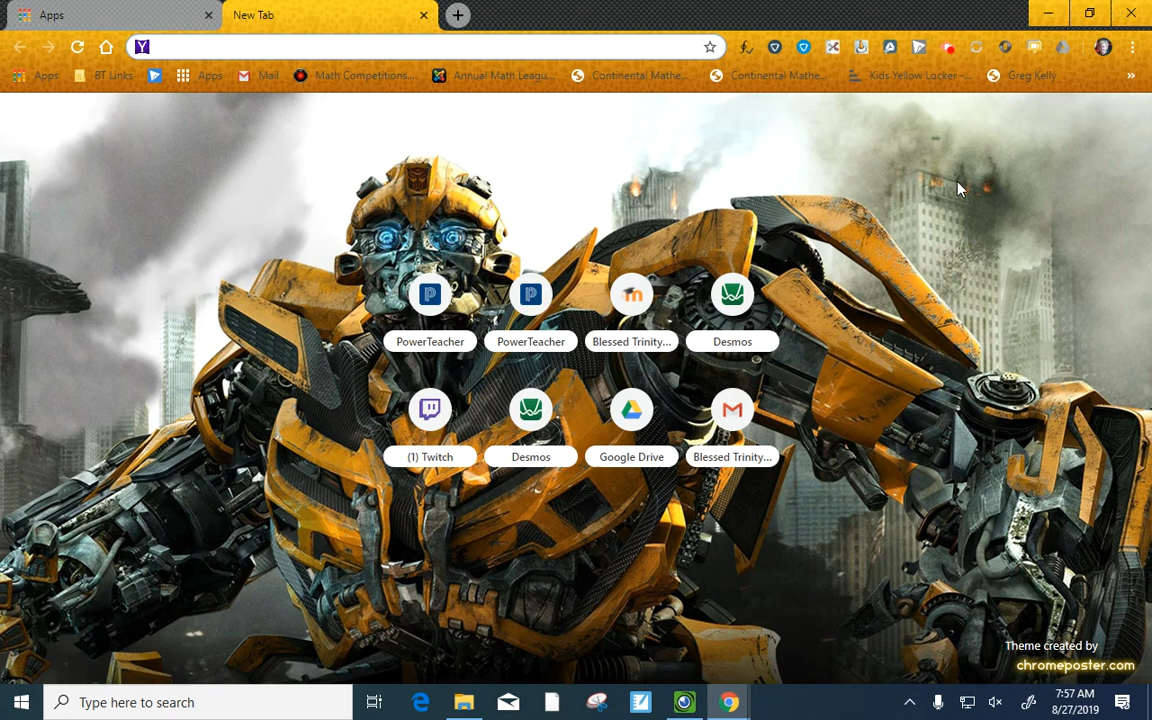 Apps
New Tab
Apps
BT Links
Apps
Mail
Math Competitions...
Annual Math Leagu...
Continental Mathe...
Continental Mathe...
Kids Yellow Locker -...
Greg Kelly
»
PowerTeacher
PowerTeacher
Blessed Trinity...
Desmos
(1) Twitch
Desmos
Google Drive
Blessed Trinity...
Theme created by
chromeposter.com
Type here to search
7:57 AM
8/27/2019